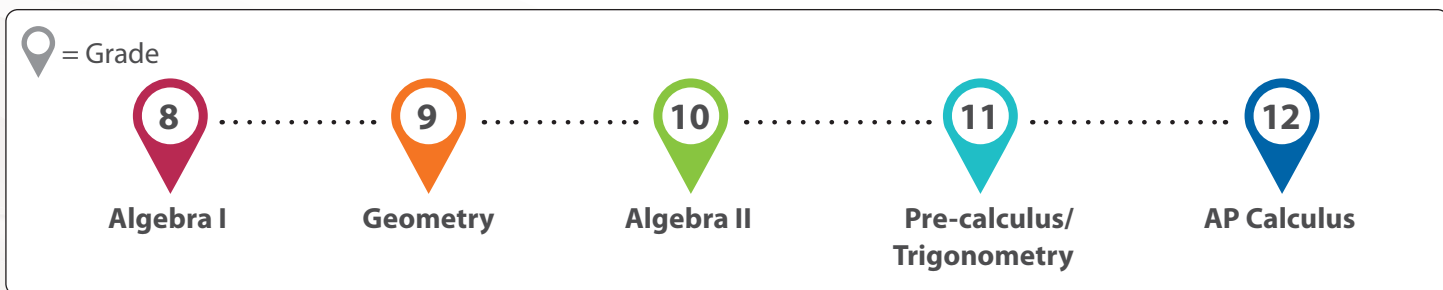 = Grade
8 9 10 11 12
Algebra I Geometry Algebra II Pre-calculus/ AP Calculus
Trigonometry